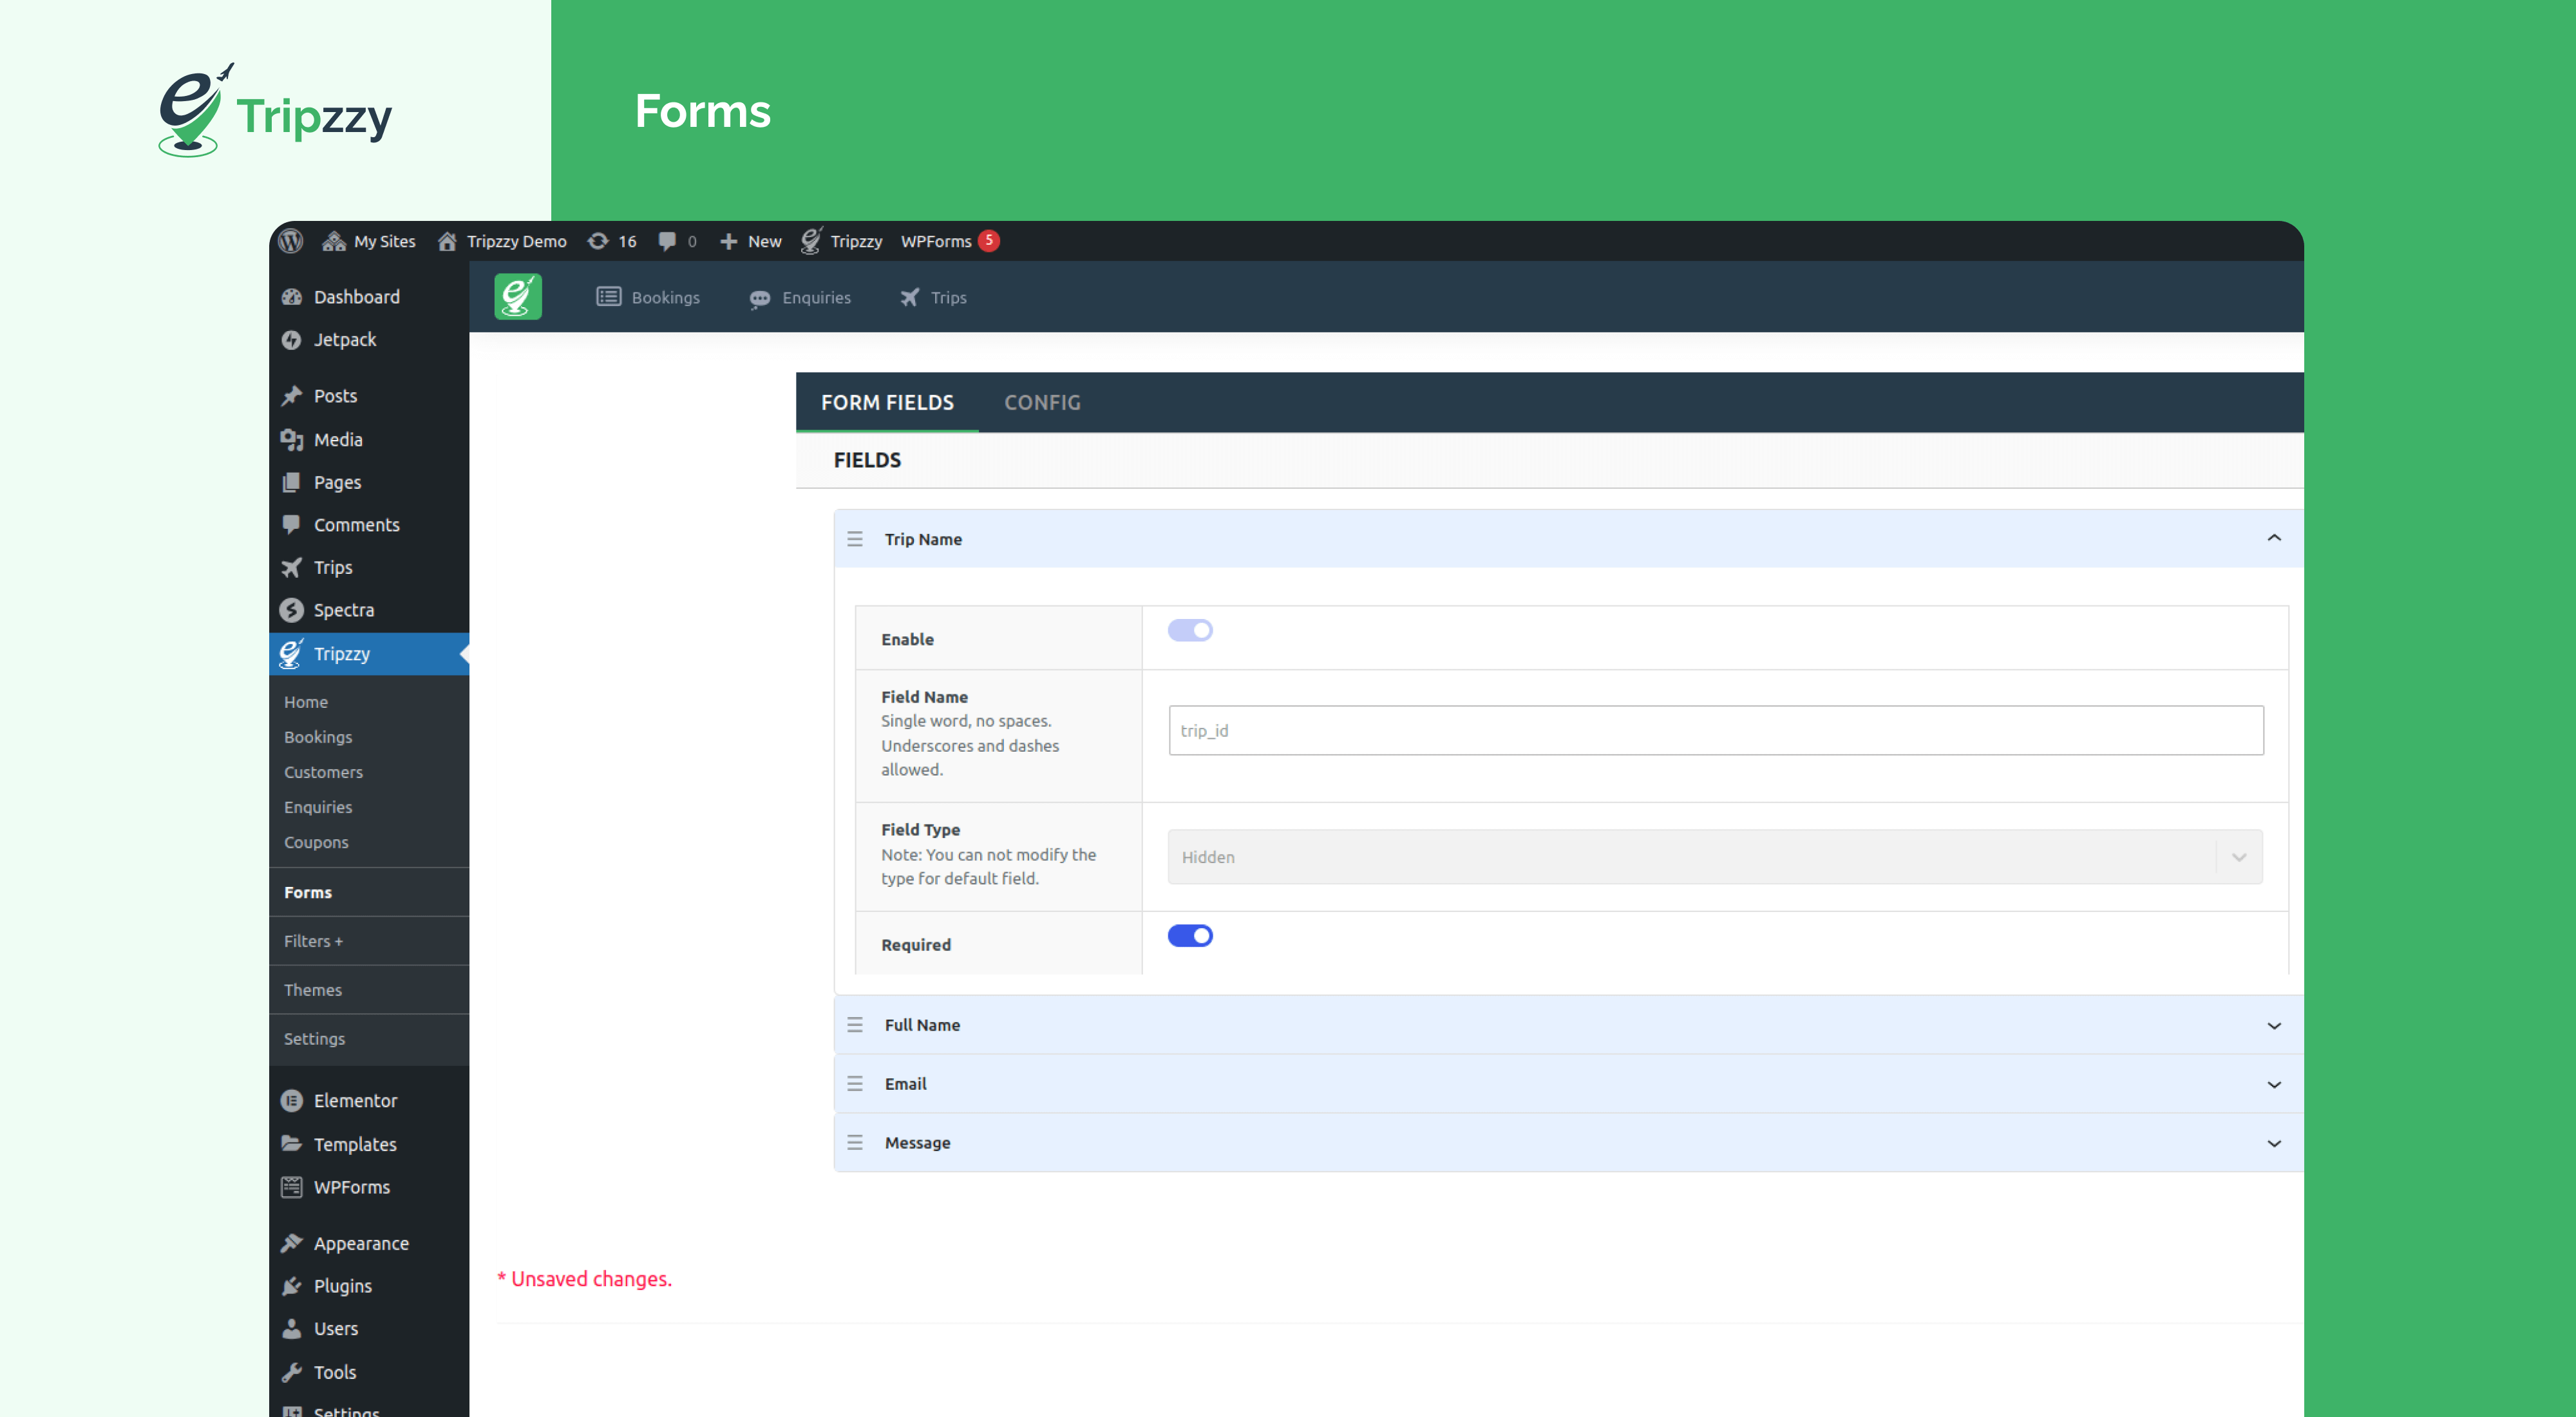 Tripzzy
Forms
My Sites
Tripzzy Demo
16
0
New
Tripzzy
WPForms
5
Dashboard
Jetpack
Posts
Media
Pages
Comments
Trips
Spectra
Tripzzy
Home
Bookings
Customers
Enquiries
Coupons
Forms
Filters +
Themes
Settings
Elementor
Templates
WPForms
Appearance
Plugins
Users
Tools
Settings
Bookings
Enquiries
Trips
FORM FIELDS
CONFIG
FIELDS
Trip Name
Enable
Field Name
Single word, no spaces.
Underscores and dashes
allowed.
trip_id
Field Type
Note: You can not modify the
type for default field.
Hidden
Required
Full Name
Email
Message
* Unsaved changes.